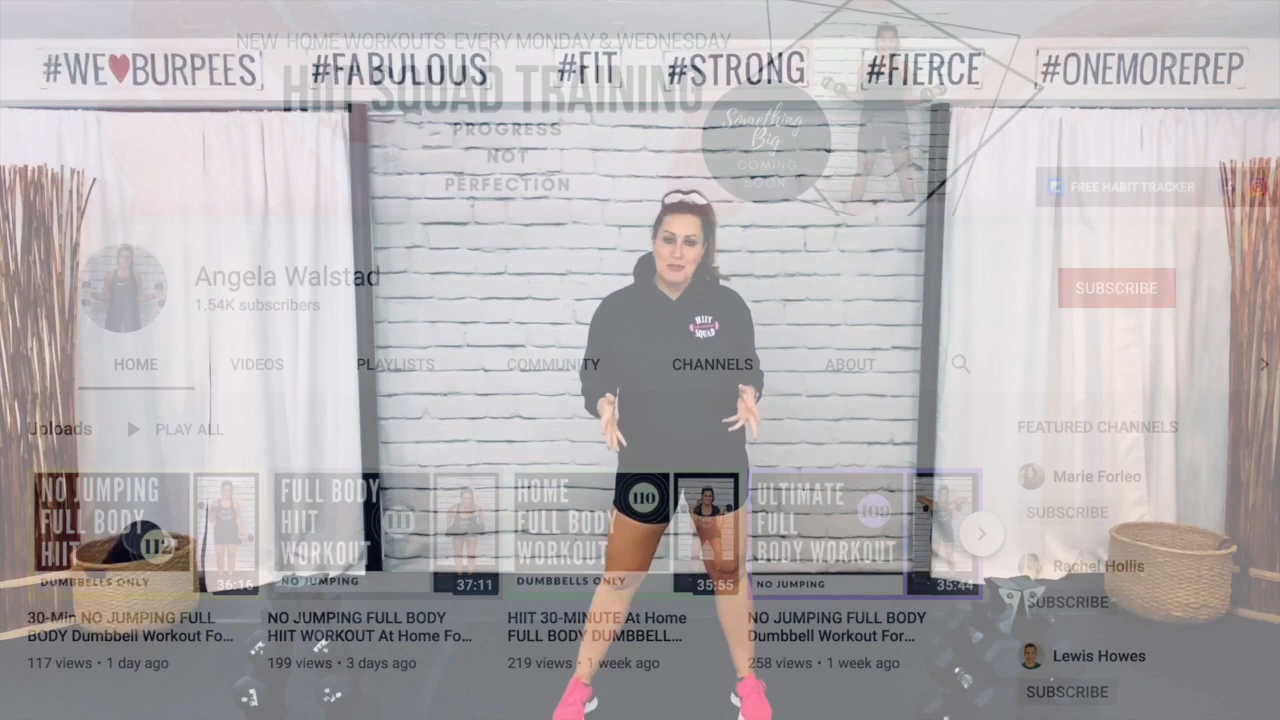 NEW HOME WORKOUTS EVERY MONDAY & WEDNESDAY
#WE♥BURPEES
#FABULOUS
#FIT
#STRONG
#FIERCE
#ONEMOREREP
HIIT SQUAD TRAINING
PROGRESS
NOT
PERFECTION
Something
Big
COMING
SOON
FREE HABIT TRACKER
Angela Walstad
1.54K subscribers
SUBSCRIBE
HIIT
SQUAD
HOME
VIDEOS
PLAYLISTS
COMMUNITY
CHANNELS
ABOUT
Uploads
PLAY ALL
FEATURED CHANNELS
Marie Forleo
SUBSCRIBE
Rachel Hollis
SUBSCRIBE
Lewis Howes
SUBSCRIBE
NO JUMPING
FULL BODY
HIIT
112
DUMBBELLS ONLY
36:16
30-Min NO JUMPING FULL
BODY Dumbbell Workout Fo...
117 views • 1 day ago
FULL BODY
HIIT
WORKOUT
111
NO JUMPING
37:11
NO JUMPING FULL BODY
HIIT WORKOUT At Home Fo...
199 views • 3 days ago
HOME
FULL BODY
WORKOUT
110
DUMBBELLS ONLY
35:55
HIIT 30-MINUTE At Home
FULL BODY DUMBBELL...
219 views • 1 week ago
ULTIMATE
FULL
BODY WORKOUT
109
NO JUMPING
35:44
NO JUMPING FULL BODY
Dumbbell Workout For...
258 views • 1 week ago